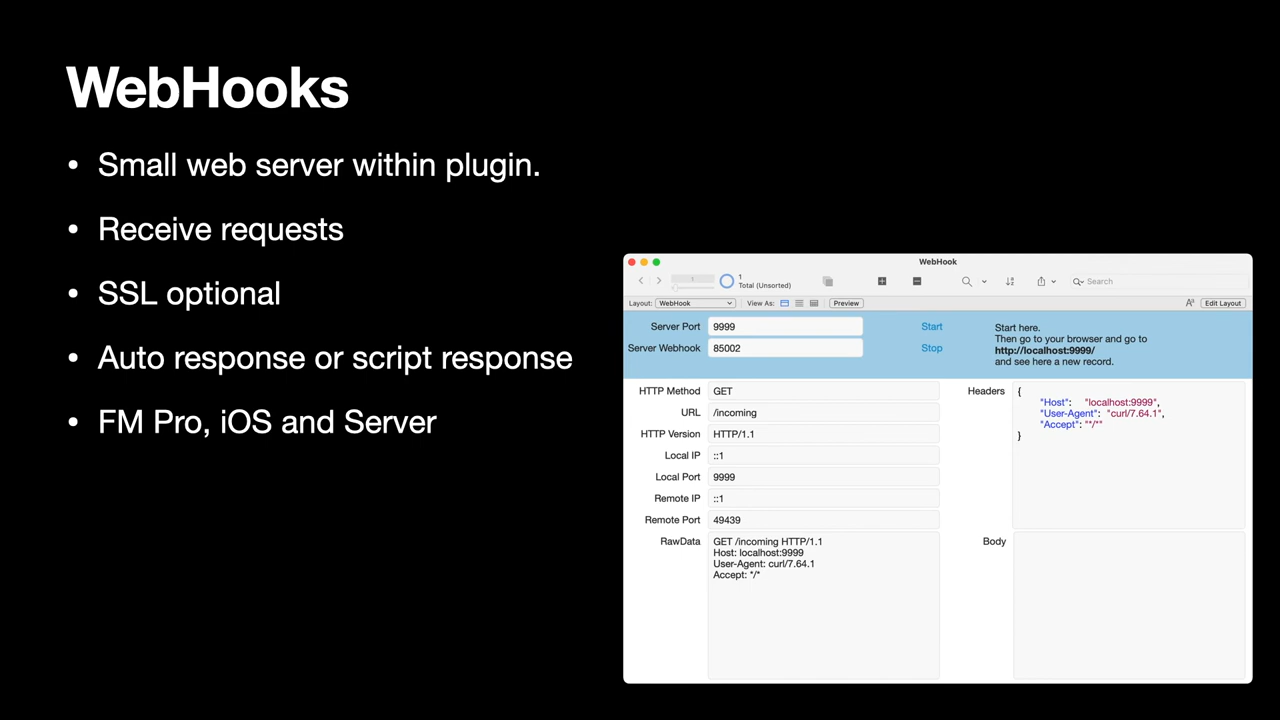 WebHooks
• Small web server within plugin.
• Receive requests
• SSL optional
• Auto response or script response
• FM Pro, iOS and Server
WebHook
1
1
Total (Unsorted)
Search
Layout: WebHook View As: Preview
Edit Layout
Server Port 9999 Start
Server Webhook 85002 Stop
Start here.
Then go to your browser and go to
http://localhost:9999/
and see here a new record.
HTTP Method GET
URL /incoming
HTTP Version HTTP/1.1
Local IP ::1
Local Port 9999
Remote IP ::1
Remote Port 49439
RawData GET /incoming HTTP/1.1
Host: localhost:9999
User-Agent: curl/7.64.1
Accept: */*
Headers {
"Host": "localhost:9999",
"User-Agent": "curl/7.64.1",
"Accept": "*/*"
}
Body